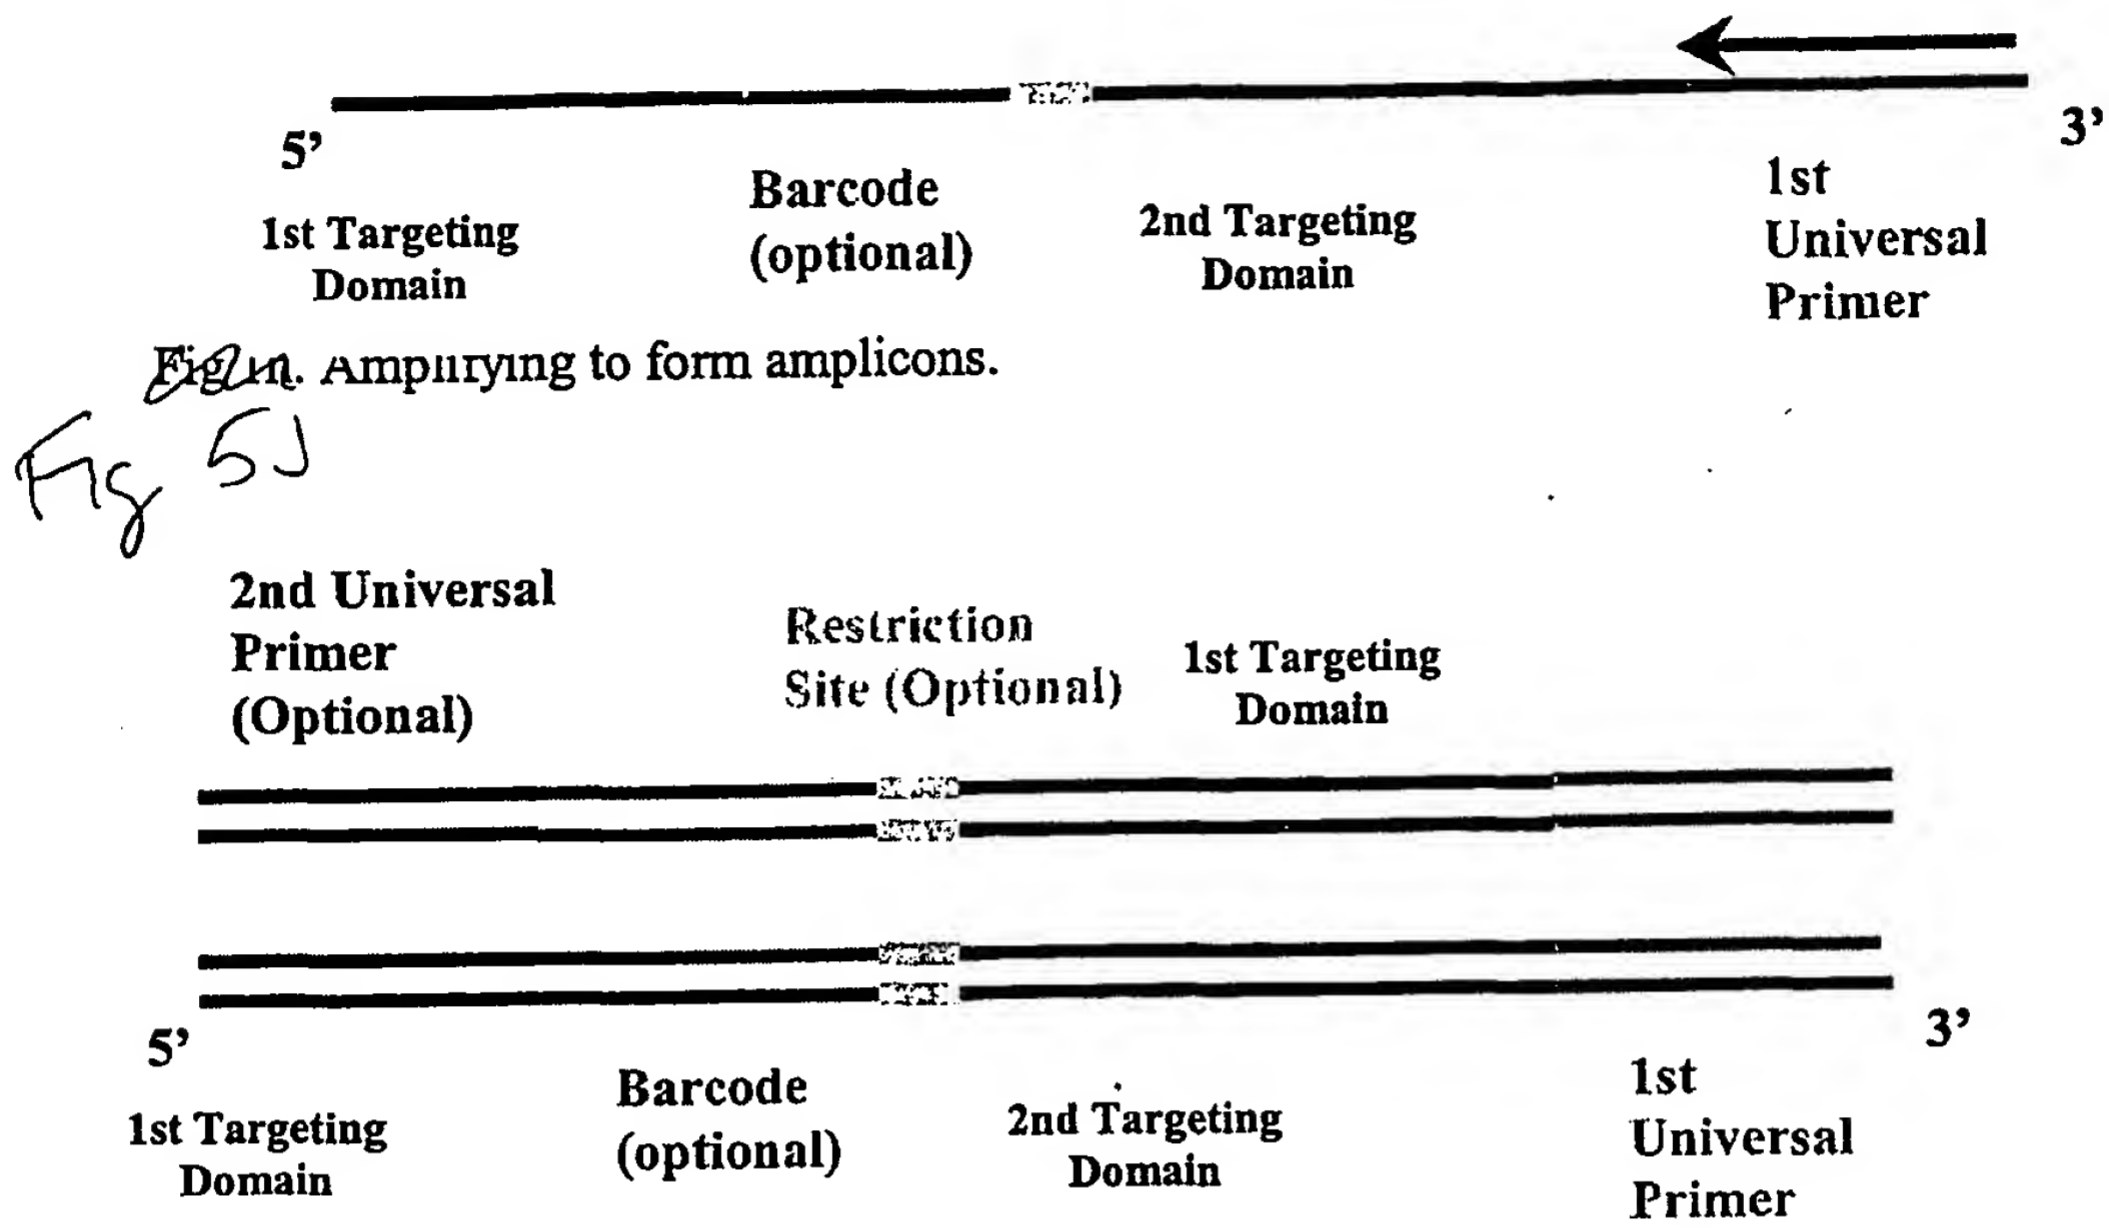 5’
3’
1st Targeting
Domain
Barcode
(optional)
2nd Targeting
Domain
1st
Universal
Primer
Amplifying to form amplicons.
Fig 5J
2nd Universal
Primer
(Optional)
Restriction
Site (Optional)
1st Targeting
Domain
5’
3’
1st Targeting
Domain
Barcode
(optional)
2nd Targeting
Domain
1st
Universal
Primer